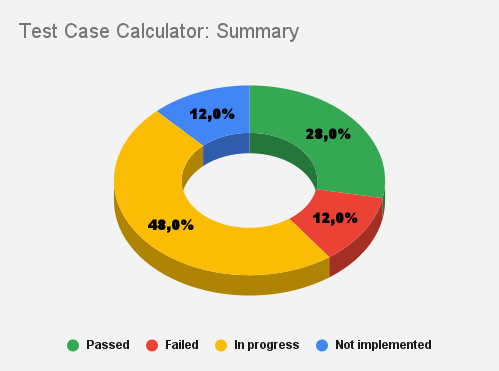 Test Case Calculator: Summary
12,0%
28,0%
12,0%
48,0%
Passed Failed In progress Not implemented